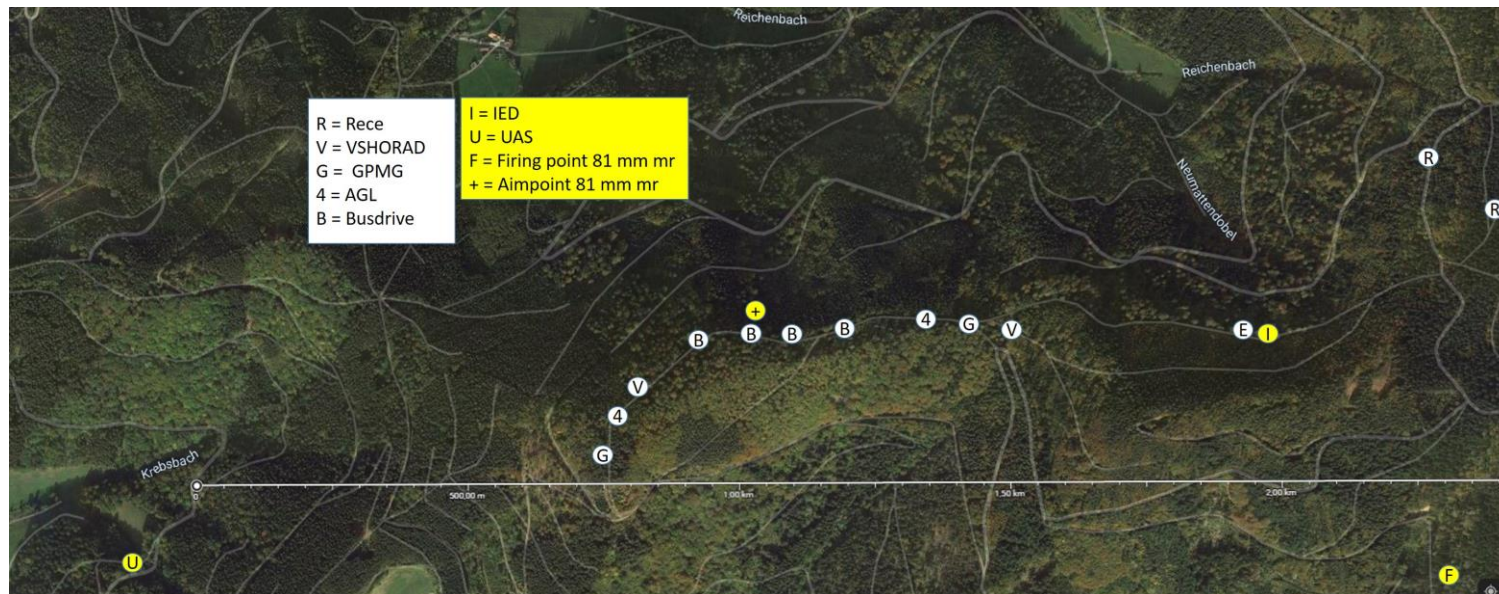 Reichenbach
R = Rece
V = VSHORAD
G =  GPMG
4 = AGL
B = Busdrive
I = IED
U = UAS
F = Firing point 81 mm mr
+ = Aimpoint 81 mm mr
Reichenbach
R
Neumattendobel
R
+
B
B
B
B
4
G
V
E
I
V
4
G
Krebsbach
0
500,00 m
1,00 km
1,50 km
2,00 km
U
F